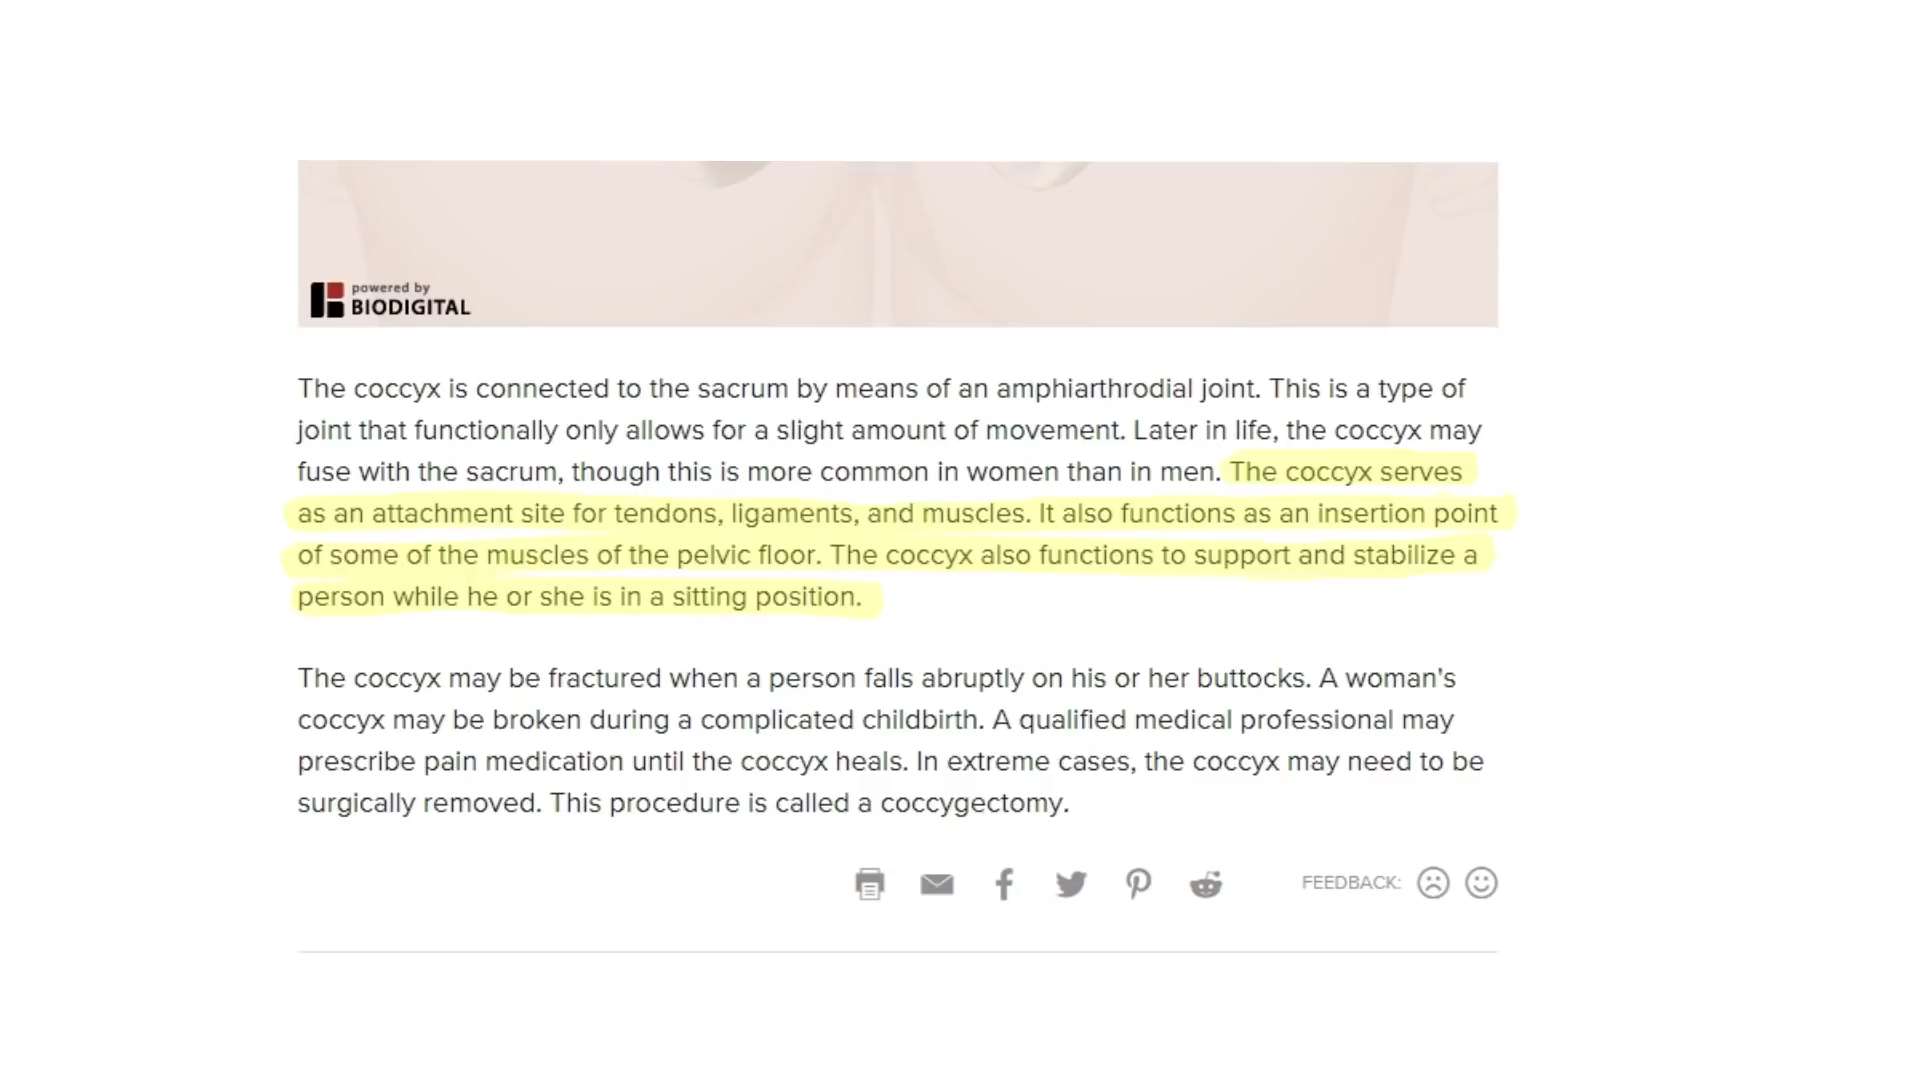 powered by
BIODIGITAL
The coccyx is connected to the sacrum by means of an amphiarthrodial joint. This is a type of
joint that functionally only allows for a slight amount of movement. Later in life, the coccyx may
fuse with the sacrum, though this is more common in women than in men. The coccyx serves
as an attachment site for tendons, ligaments, and muscles. It also functions as an insertion point
of some of the muscles of the pelvic floor. The coccyx also functions to support and stabilize a
person while he or she is in a sitting position.
The coccyx may be fractured when a person falls abruptly on his or her buttocks. A woman's
coccyx may be broken during a complicated childbirth. A qualified medical professional may
prescribe pain medication until the coccyx heals. In extreme cases, the coccyx may need to be
surgically removed. This procedure is called a coccygectomy.
FEEDBACK: